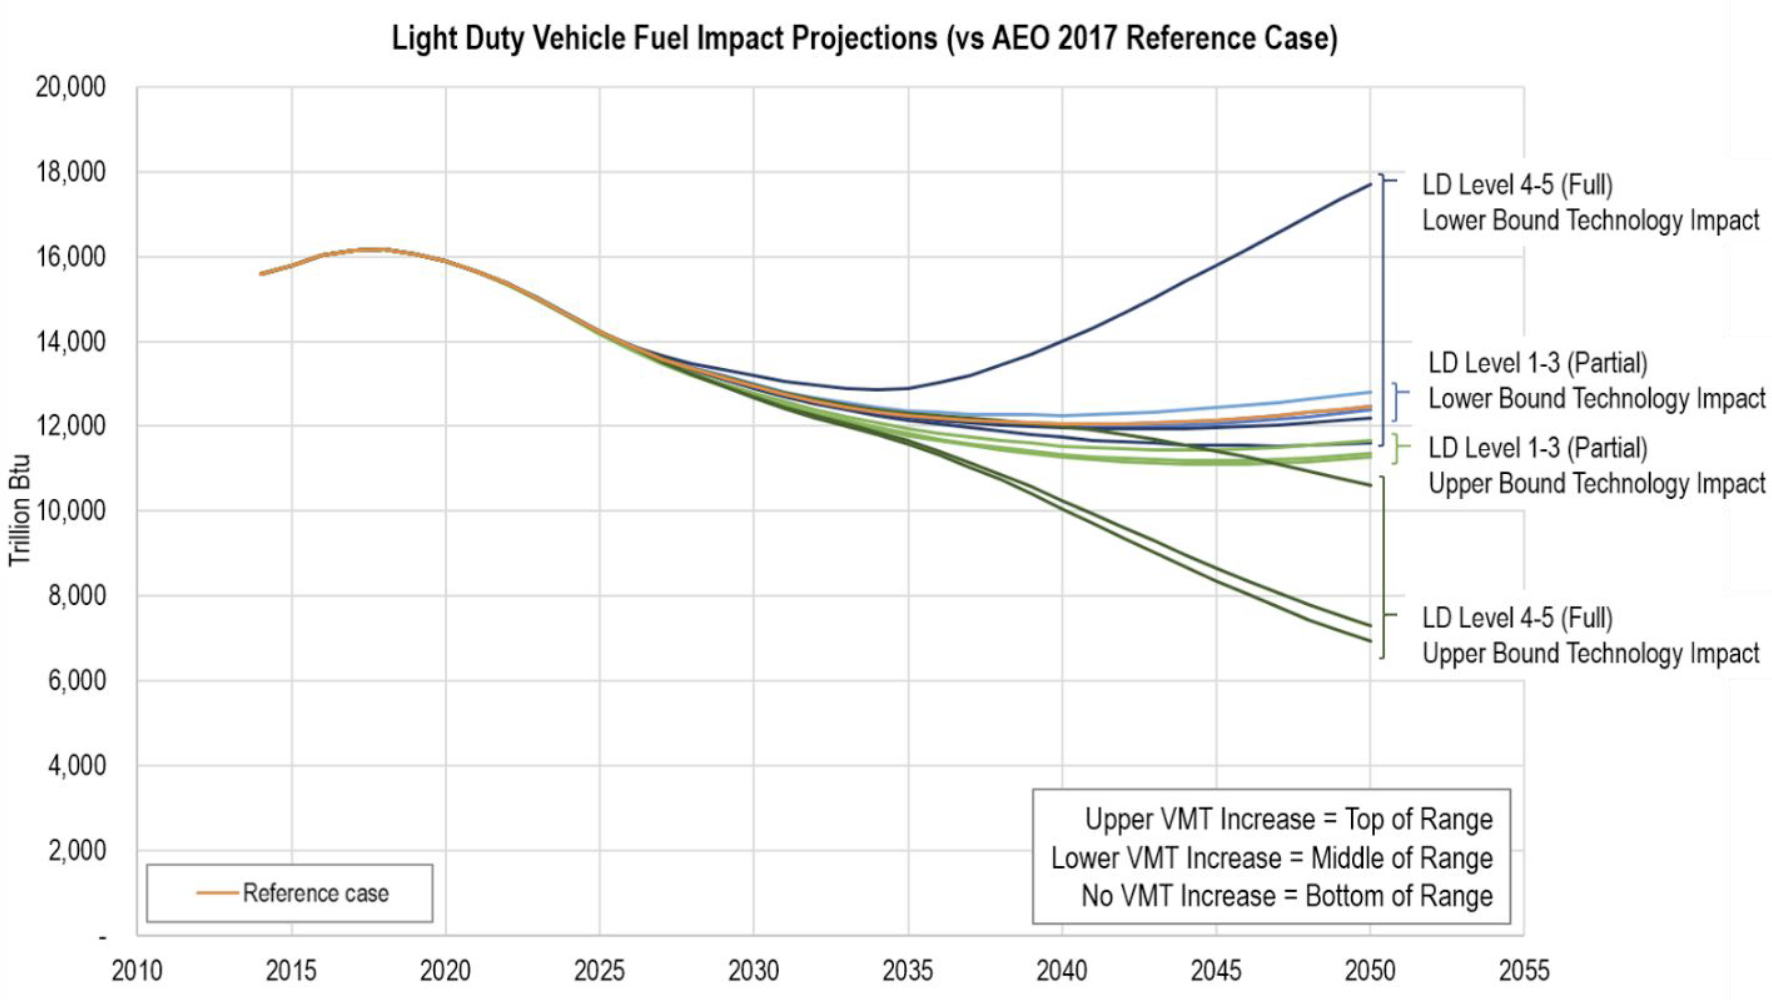 Light Duty Vehicle Fuel Impact Projections (vs AEO 2017 Reference Case)
Trillion Btu
20,000
18,000
16,000
14,000
12,000
10,000
8,000
6,000
4,000
2,000
-
2010 2015 2020 2025 2030 2035 2040 2045 2050 2055
LD Level 4-5 (Full)
Lower Bound Technology Impact
LD Level 1-3 (Partial)
Lower Bound Technology Impact
LD Level 1-3 (Partial)
Upper Bound Technology Impact
LD Level 4-5 (Full)
Upper Bound Technology Impact
Upper VMT Increase = Top of Range
Lower VMT Increase = Middle of Range
No VMT Increase = Bottom of Range
Reference case